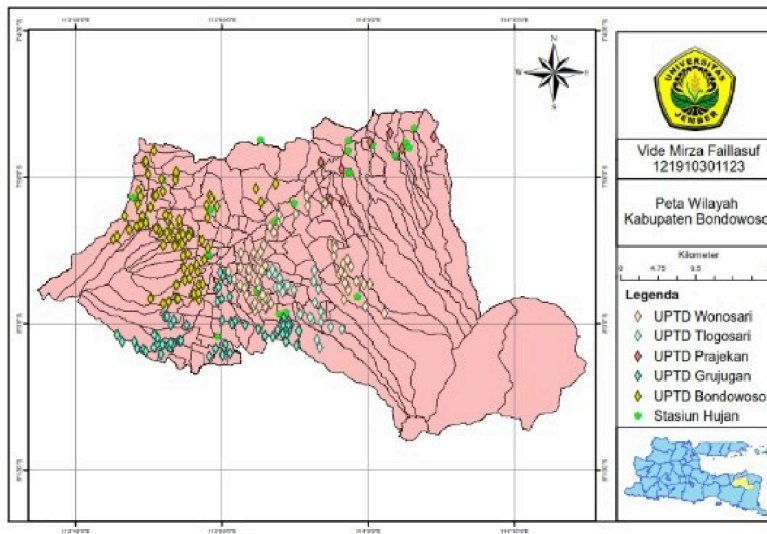 N
W
E
S
UNIVERSITAS
JEMBER
Vide Mirza Faillasuf
121910301123
Peta Wilayah
Kabupaten Bondowoso
Kilometer
0 4.75 9.5
Legenda
UPTD Wonosari
UPTD Tlogosari
UPTD Prajekan
UPTD Grujugan
UPTD Bondowoso
Stasiun Hujan